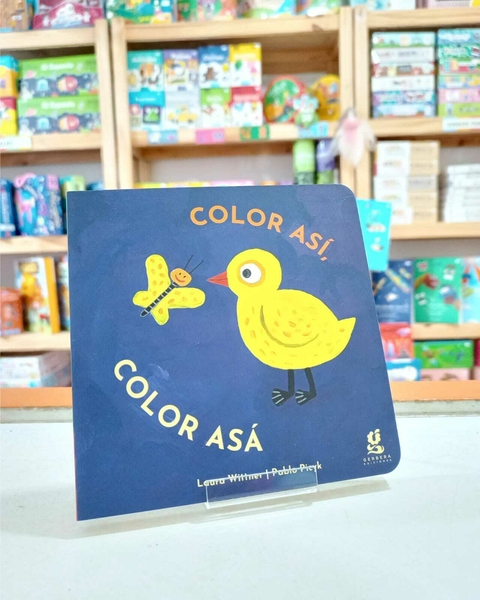 COLOR ASÍ,
COLOR ASÁ
Laura Wittner | Pablo Picyk
GERBERA
EDICIONES